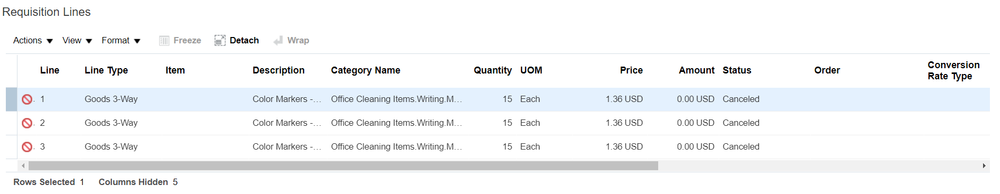 Requisition Lines
Actions View Format Freeze Detach Wrap
Line Line Type Item Description Category Name Quantity UOM Price Amount Status Order Conversion Rate Type
1 Goods 3-Way Color Markers -... Office Cleaning Items.Writing.M... 15 Each 1.36 USD 0.00 USD Canceled
2 Goods 3-Way Color Markers -... Office Cleaning Items.Writing.M... 15 Each 1.36 USD 0.00 USD Canceled
3 Goods 3-Way Color Markers -... Office Cleaning Items.Writing.M... 15 Each 1.36 USD 0.00 USD Canceled
Rows Selected 1 Columns Hidden 5